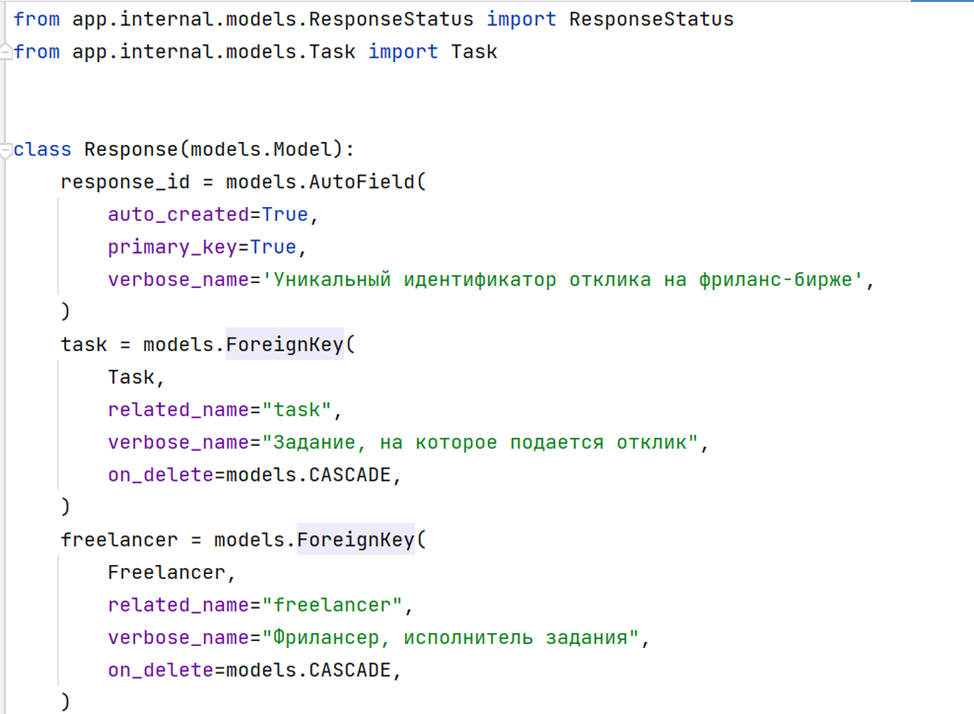 from app.internal.models.ResponseStatus import ResponseStatus
from app.internal.models.Task import Task
class Response(models.Model):
    response_id = models.AutoField(
        auto_created=True,
        primary_key=True,
        verbose_name='Уникальный идентификатор отклика на фриланс-бирже',
    )
    task = models.ForeignKey(
        Task,
        related_name="task",
        verbose_name="Задание, на которое подается отклик",
        on_delete=models.CASCADE,
    )
    freelancer = models.ForeignKey(
        Freelancer,
        related_name="freelancer",
        verbose_name="Фрилансер, исполнитель задания",
        on_delete=models.CASCADE,
    )